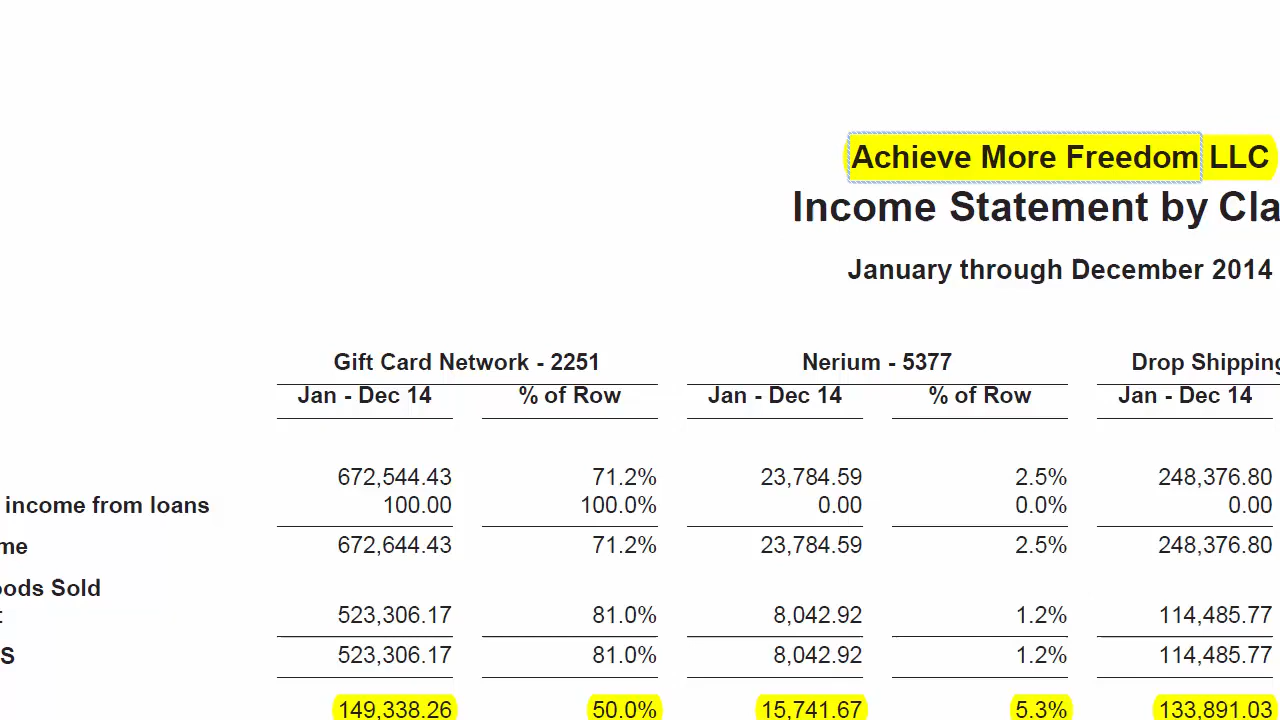 Achieve More Freedom LLC
Income Statement by Cla
January through December 2014
Gift Card Network - 2251 Nerium - 5377 Drop Shipping
Jan - Dec 14 % of Row Jan - Dec 14 % of Row Jan - Dec 14
672,544.43 71.2% 23,784.59 2.5% 248,376.80
income from loans 100.00 100.0% 0.00 0.0% 0.00
me 672,644.43 71.2% 23,784.59 2.5% 248,376.80
oods Sold
t 523,306.17 81.0% 8,042.92 1.2% 114,485.77
S 523,306.17 81.0% 8,042.92 1.2% 114,485.77
149,338.26 50.0% 15,741.67 5.3% 133,891.03